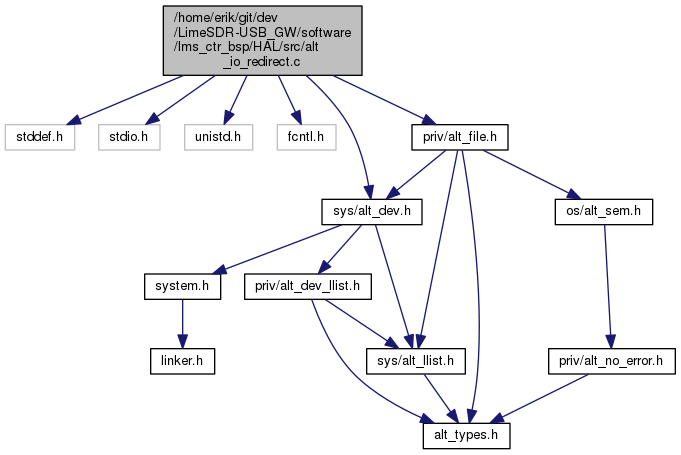 /home/erik/git/dev
/LimeSDR-USB_GW/software
/lms_ctr_bsp/HAL/src/alt
_io_redirect.c
stddef.h
stdio.h
unistd.h
fcntl.h
priv/alt_file.h
sys/alt_dev.h
os/alt_sem.h
system.h
priv/alt_dev_llist.h
linker.h
sys/alt_llist.h
priv/alt_no_error.h
alt_types.h